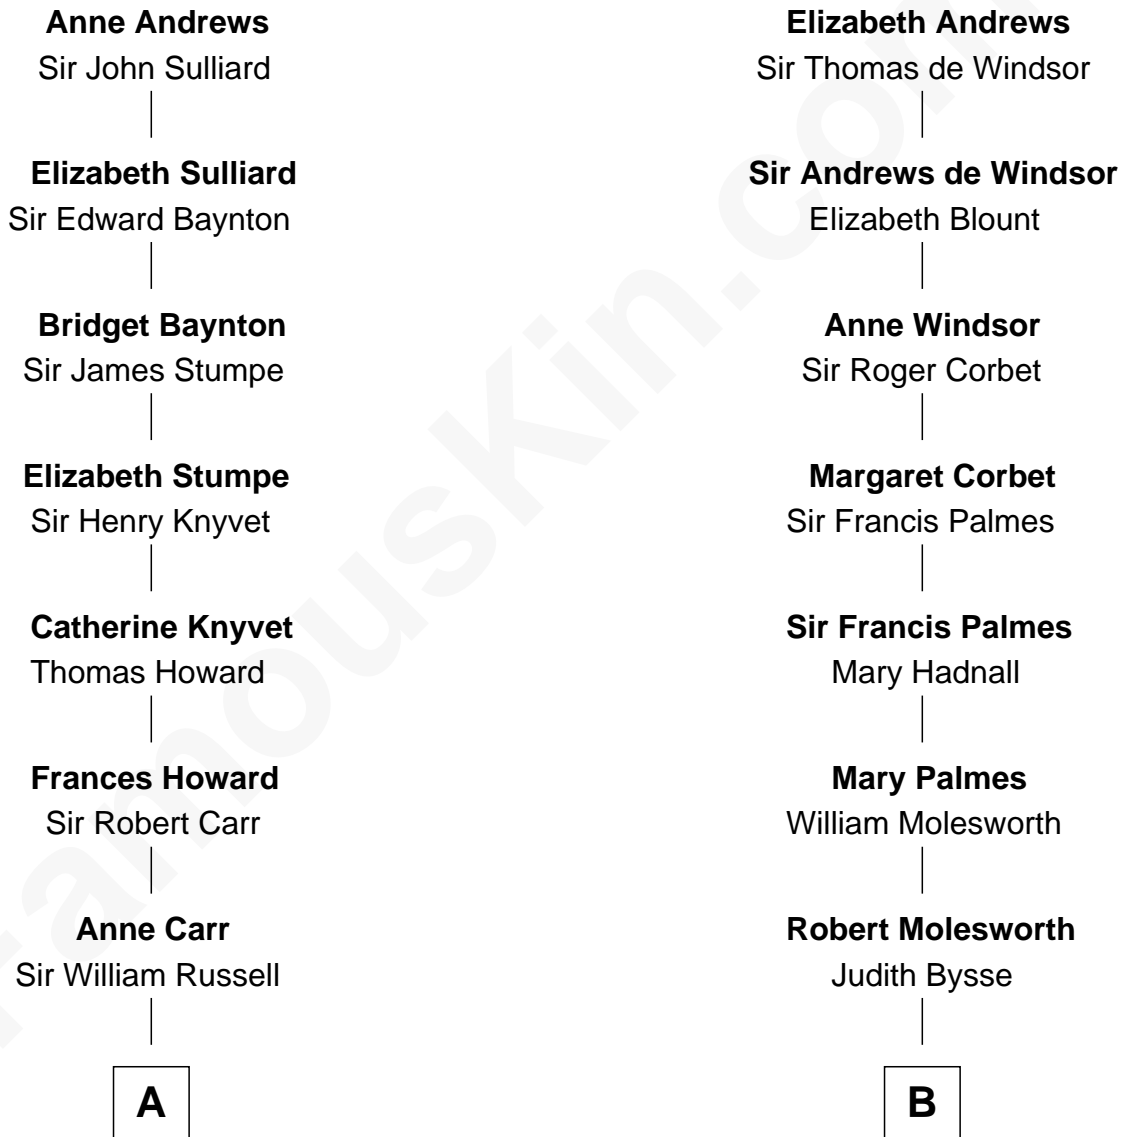 Anne Andrews
Sir John Sulliard
Elizabeth Sulliard
Sir Edward Baynton
Bridget Baynton
Sir James Stumpe
Elizabeth Stumpe
Sir Henry Knyvet
Catherine Knyvet
Thomas Howard
Frances Howard
Sir Robert Carr
Anne Carr
Sir William Russell
A
Elizabeth Andrews
Sir Thomas de Windsor
Sir Andrews de Windsor
Elizabeth Blount
Anne Windsor
Sir Roger Corbet
Margaret Corbet
Sir Francis Palmes
Sir Francis Palmes
Mary Hadnall
Mary Palmes
William Molesworth
Robert Molesworth
Judith Bysse
B
FamousKin.com